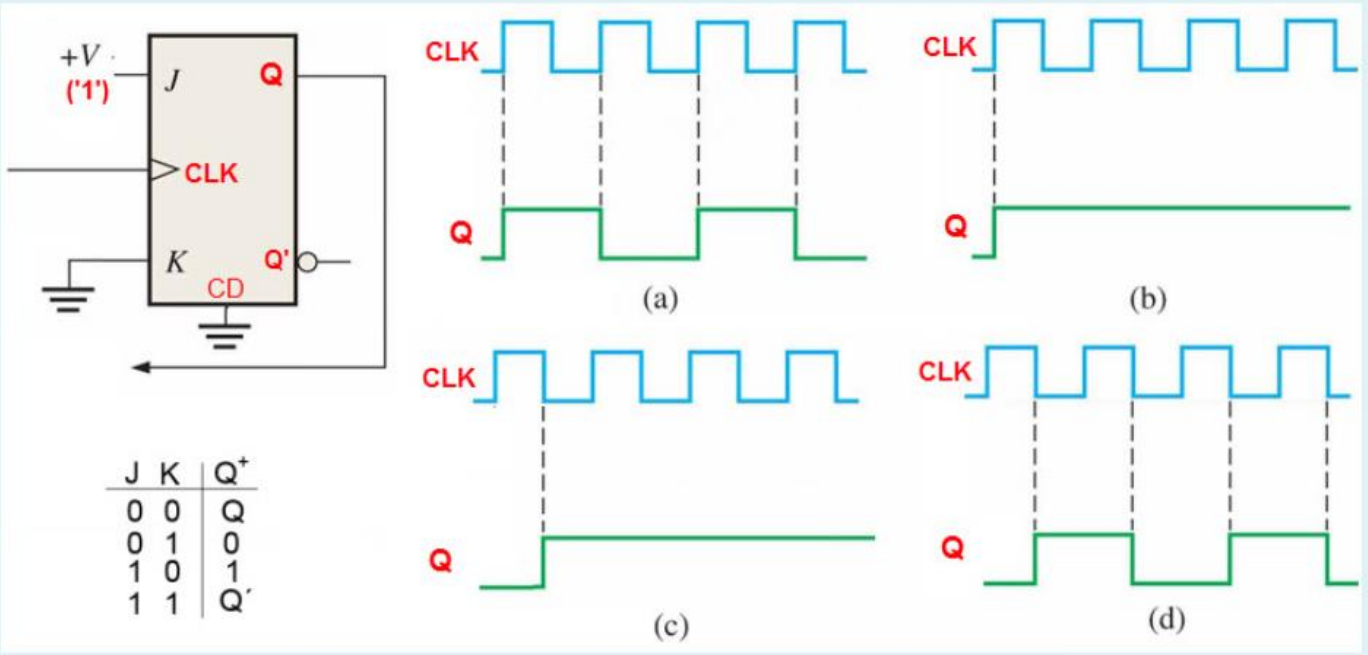 +V
('1')
J
Q
CLK
K
Q'
CD
J K Q⁺
0 0 Q
0 1 0
1 0 1
1 1 Q′
CLK
Q
(a)
CLK
Q
(b)
CLK
Q
(c)
CLK
Q
(d)